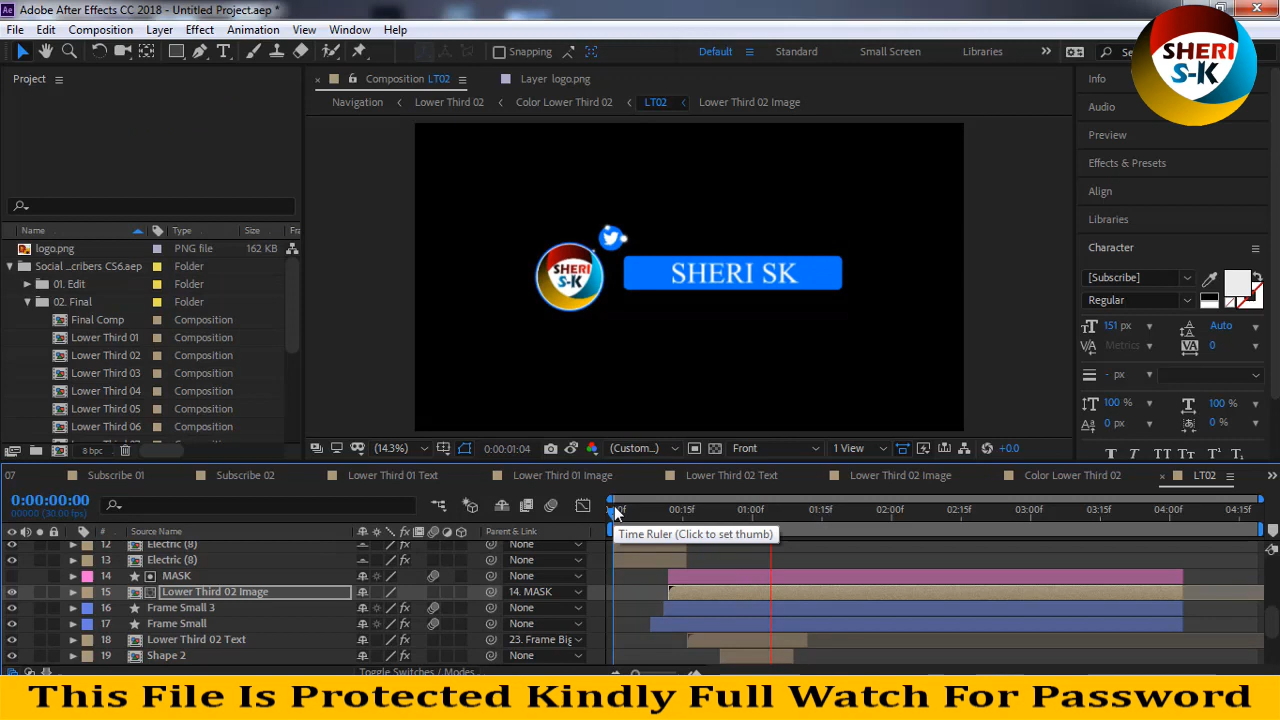 Adobe After Effects CC 2018 - Untitled Project.aep *
File Edit Composition Layer Effect Animation View Window Help
Snapping
Default Standard Small Screen Libraries
SHERI
S-K
Project
Composition LT02
Layer logo.png
Navigation Lower Third 02 Color Lower Third 02 LT02 Lower Third 02 Image
Info
Audio
Preview
Effects & Presets
Align
Libraries
Character
[Subscribe]
Regular
151 px Auto
Metrics 0
- px
100 % 100 %
0 px 0 %
Name Type Size Fra
logo.png PNG file 162 KB
Social ...cribers CS6.aep Folder
01. Edit Folder
02. Final Folder
Final Comp Composition
Lower Third 01 Composition
Lower Third 02 Composition
Lower Third 03 Composition
Lower Third 04 Composition
Lower Third 05 Composition
Lower Third 06 Composition
8 bpc
SHERI
S-K
SHERI SK
(14.3%) 0:00:01:04 (Custom...) Front 1 View +0.0
07 Subscribe 01 Subscribe 02 Lower Third 01 Text Lower Third 01 Image Lower Third 02 Text Lower Third 02 Image Color Lower Third 02 LT02
0:00:00:00
00000 (30.00 fps)
00:15f 01:00f 01:15f 02:00f 02:15f 03:00f 03:15f 04:00f 04:15f
Time Ruler (Click to set thumb)
# Source Name Parent & Link
12 Electric (8) None
13 Electric (8) None
14 MASK None
15 Lower Third 02 Image 14. MASK
16 Frame Small 3 None
17 Frame Small None
18 Lower Third 02 Text 23. Frame Big
19 Shape 2 None
Toggle Switches / Modes
This File Is Protected Kindly Full Watch For Password